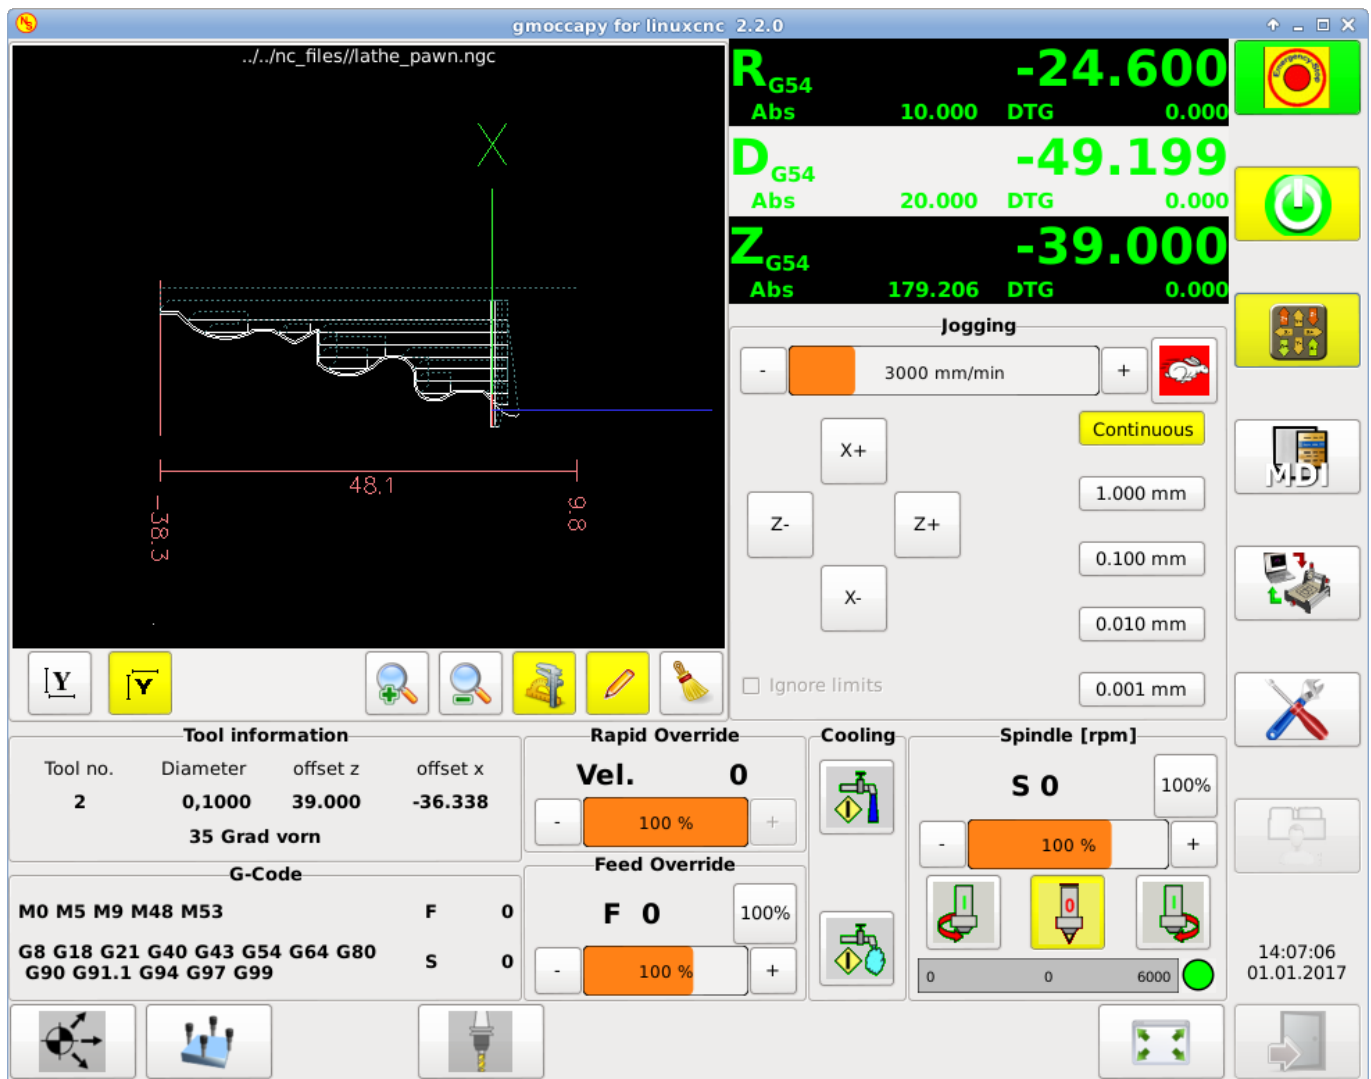 gmoccapy for linuxcnc 2.2.0
../../nc_files//lathe_pawn.ngc
X
48.1
-38.3
9.8
R G54 -24.600
Abs 10.000 DTG 0.000
D G54 -49.199
Abs 20.000 DTG 0.000
Z G54 -39.000
Abs 179.206 DTG 0.000
Emergency-Stop
Jogging
- 3000 mm/min +
Continuous
X+
1.000 mm
Z- Z+
0.100 mm
X-
0.010 mm
Ignore limits
0.001 mm
MDI
Y Y
Tool information
Tool no. Diameter offset z offset x
2 0,1000 39.000 -36.338
35 Grad vorn
G-Code
M0 M5 M9 M48 M53 F 0
G8 G18 G21 G40 G43 G54 G64 G80 S 0
G90 G91.1 G94 G97 G99
Rapid Override
Vel. 0
- 100 % +
Feed Override
F 0 100%
- 100 % +
Cooling
Spindle [rpm]
S 0 100%
- 100 % +
I 0 I
0 0 6000
14:07:06
01.01.2017